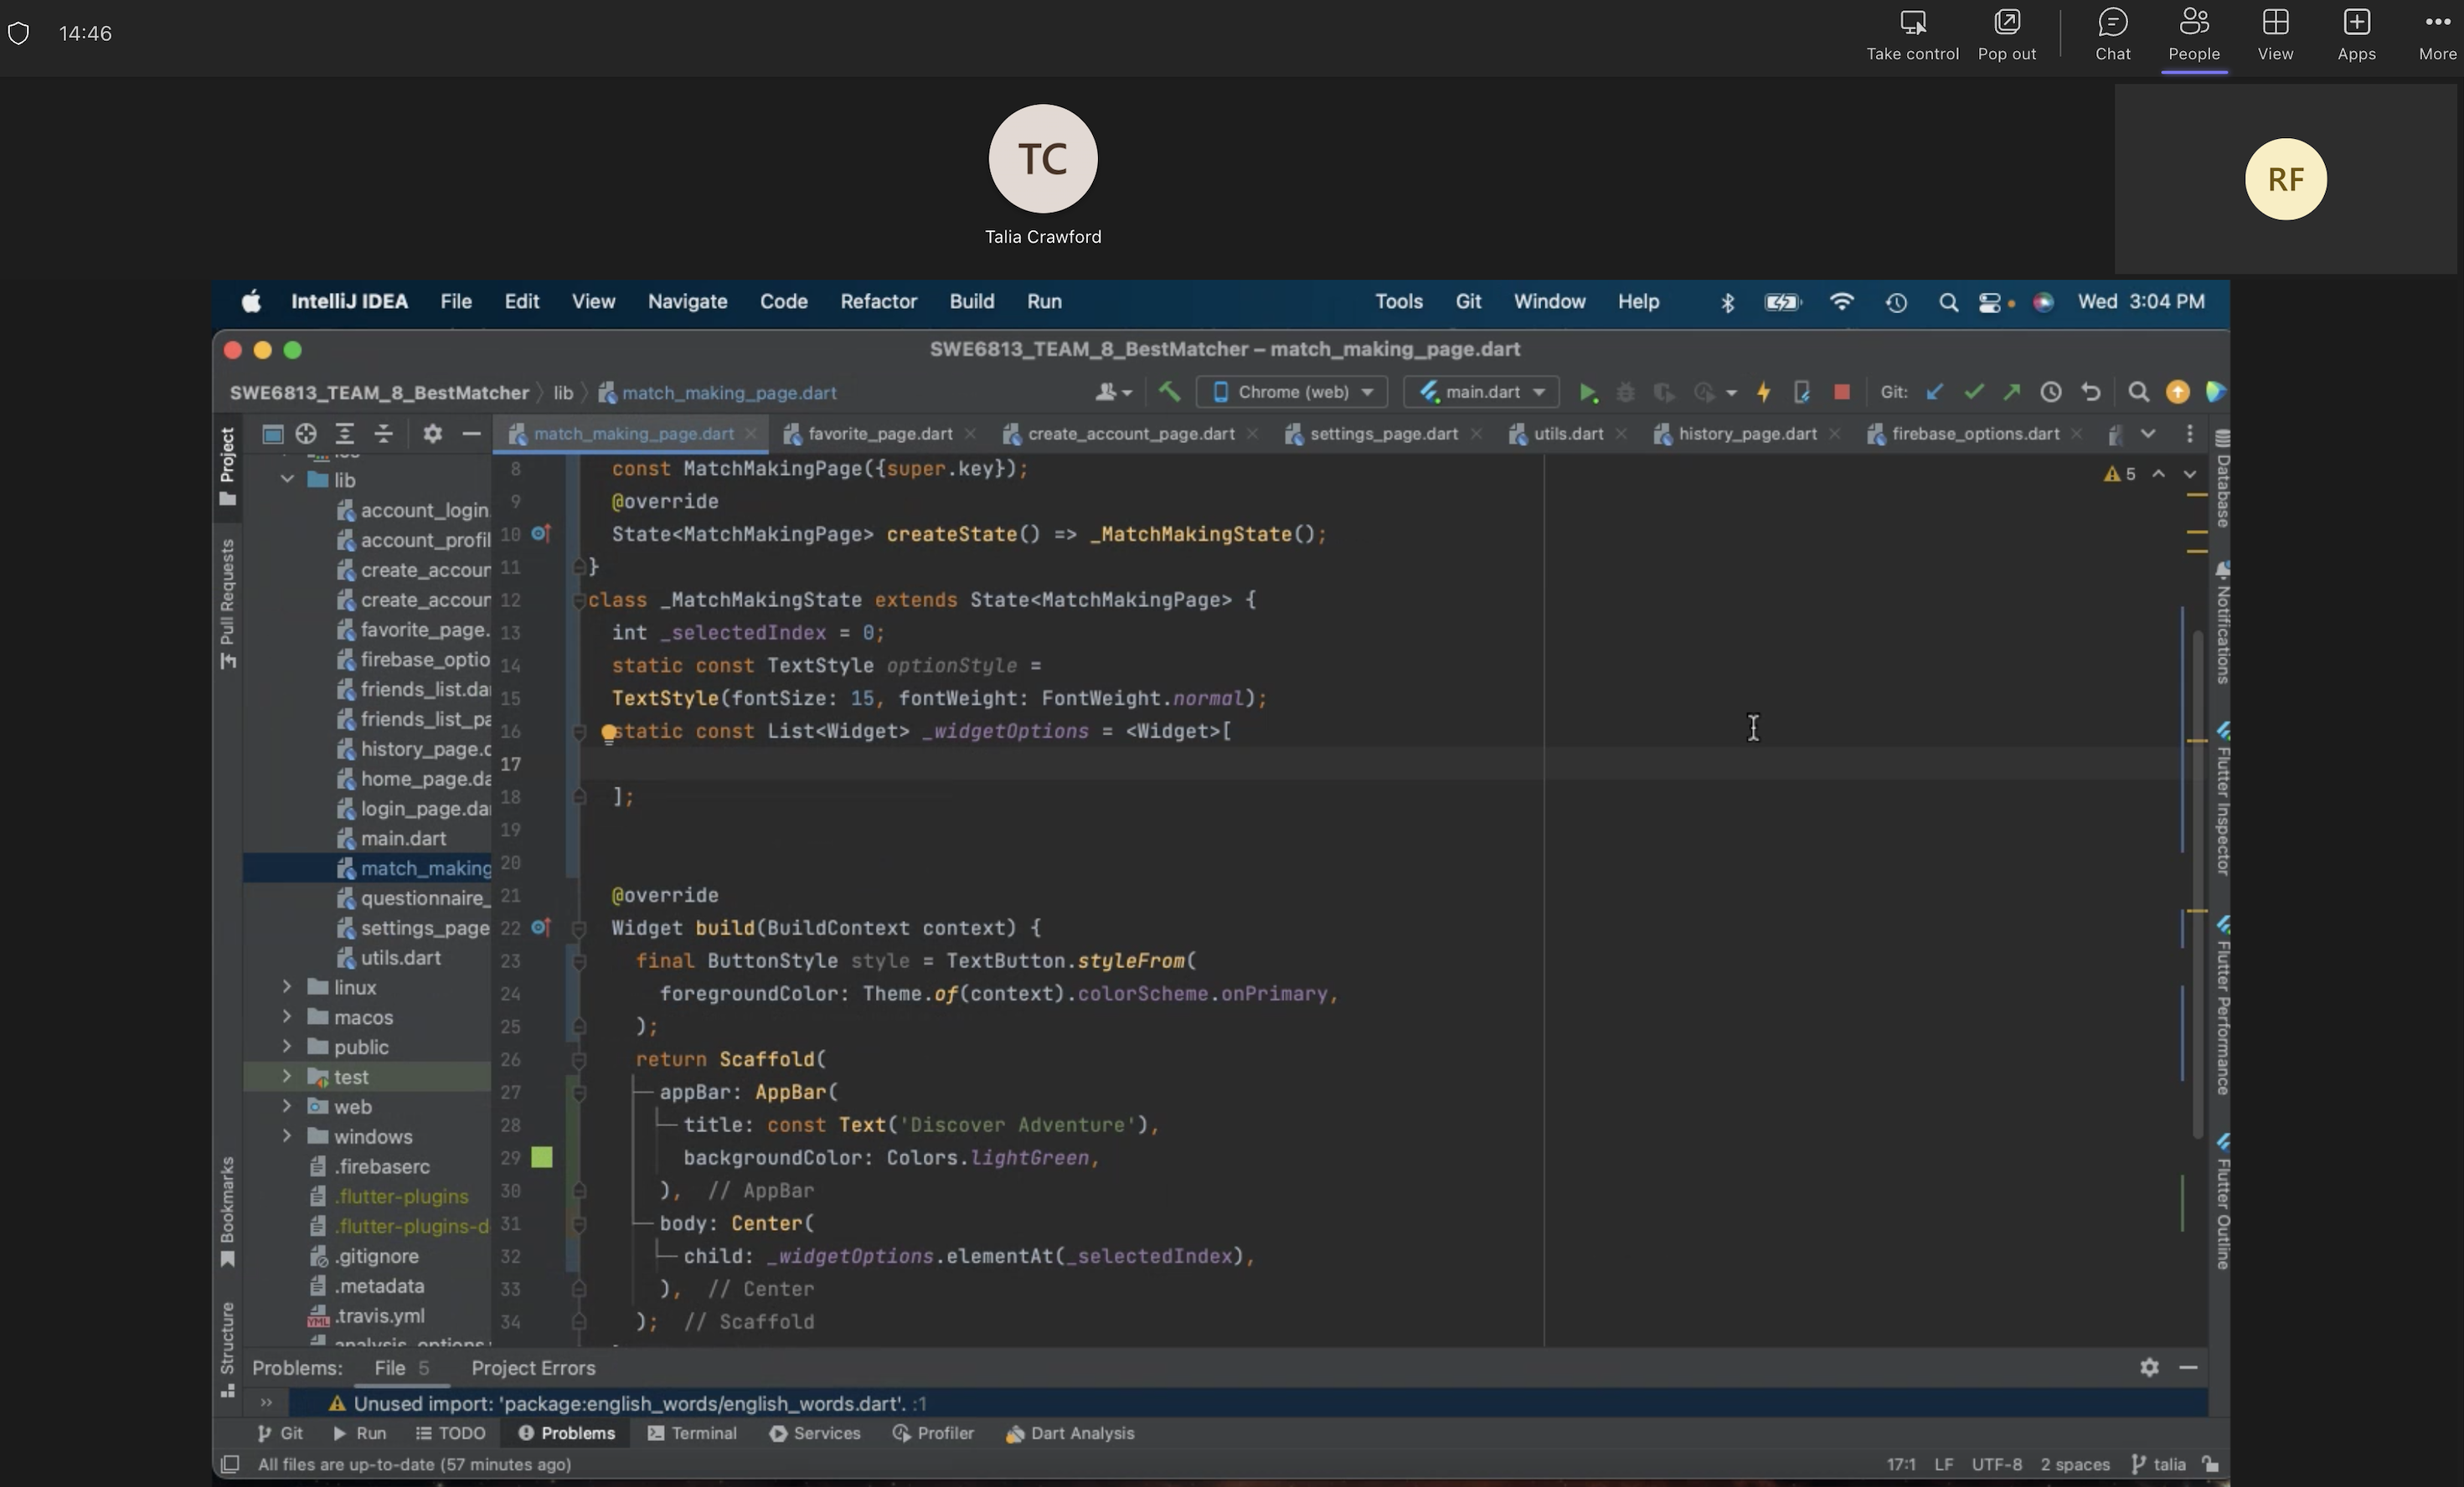 14:46
Take control Pop out Chat People View Apps More
TC
Talia Crawford
RF
IntelliJ IDEA File Edit View Navigate Code Refactor Build Run Tools Git Window Help Wed 3:04 PM
SWE6813_TEAM_8_BestMatcher – match_making_page.dart
SWE6813_TEAM_8_BestMatcher lib match_making_page.dart Chrome (web) main.dart Git:
match_making_page.dart favorite_page.dart create_account_page.dart settings_page.dart utils.dart history_page.dart firebase_options.dart
Project
Pull Requests
Bookmarks
Structure
lib
account_login
account_profil
create_accour
create_accour
favorite_page.
firebase_optio
friends_list.da
friends_list_pa
history_page.c
home_page.da
login_page.da
main.dart
match_making
questionnaire_
settings_page
utils.dart
linux
macos
public
test
web
windows
.firebaserc
.flutter-plugins
.flutter-plugins-d
.gitignore
.metadata
.travis.yml
analysis_options.
8 const MatchMakingPage({super.key});
9 @override
10 State<MatchMakingPage> createState() => _MatchMakingState();
11 }
12 class _MatchMakingState extends State<MatchMakingPage> {
13 int _selectedIndex = 0;
14 static const TextStyle optionStyle =
15 TextStyle(fontSize: 15, fontWeight: FontWeight.normal);
16 static const List<Widget> _widgetOptions = <Widget>[
17
18 ];
19
20
21 @override
22 Widget build(BuildContext context) {
23 final ButtonStyle style = TextButton.styleFrom(
24 foregroundColor: Theme.of(context).colorScheme.onPrimary,
25 );
26 return Scaffold(
27 appBar: AppBar(
28 title: const Text('Discover Adventure'),
29 backgroundColor: Colors.lightGreen,
30 ), // AppBar
31 body: Center(
32 child: _widgetOptions.elementAt(_selectedIndex),
33 ), // Center
34 ); // Scaffold
5
Database
Notifications
Flutter Inspector
Flutter Performance
Flutter Outline
Problems: File 5 Project Errors
» Unused import: 'package:english_words/english_words.dart'. :1
Git Run TODO Problems Terminal Services Profiler Dart Analysis
All files are up-to-date (57 minutes ago) 17:1 LF UTF-8 2 spaces talia